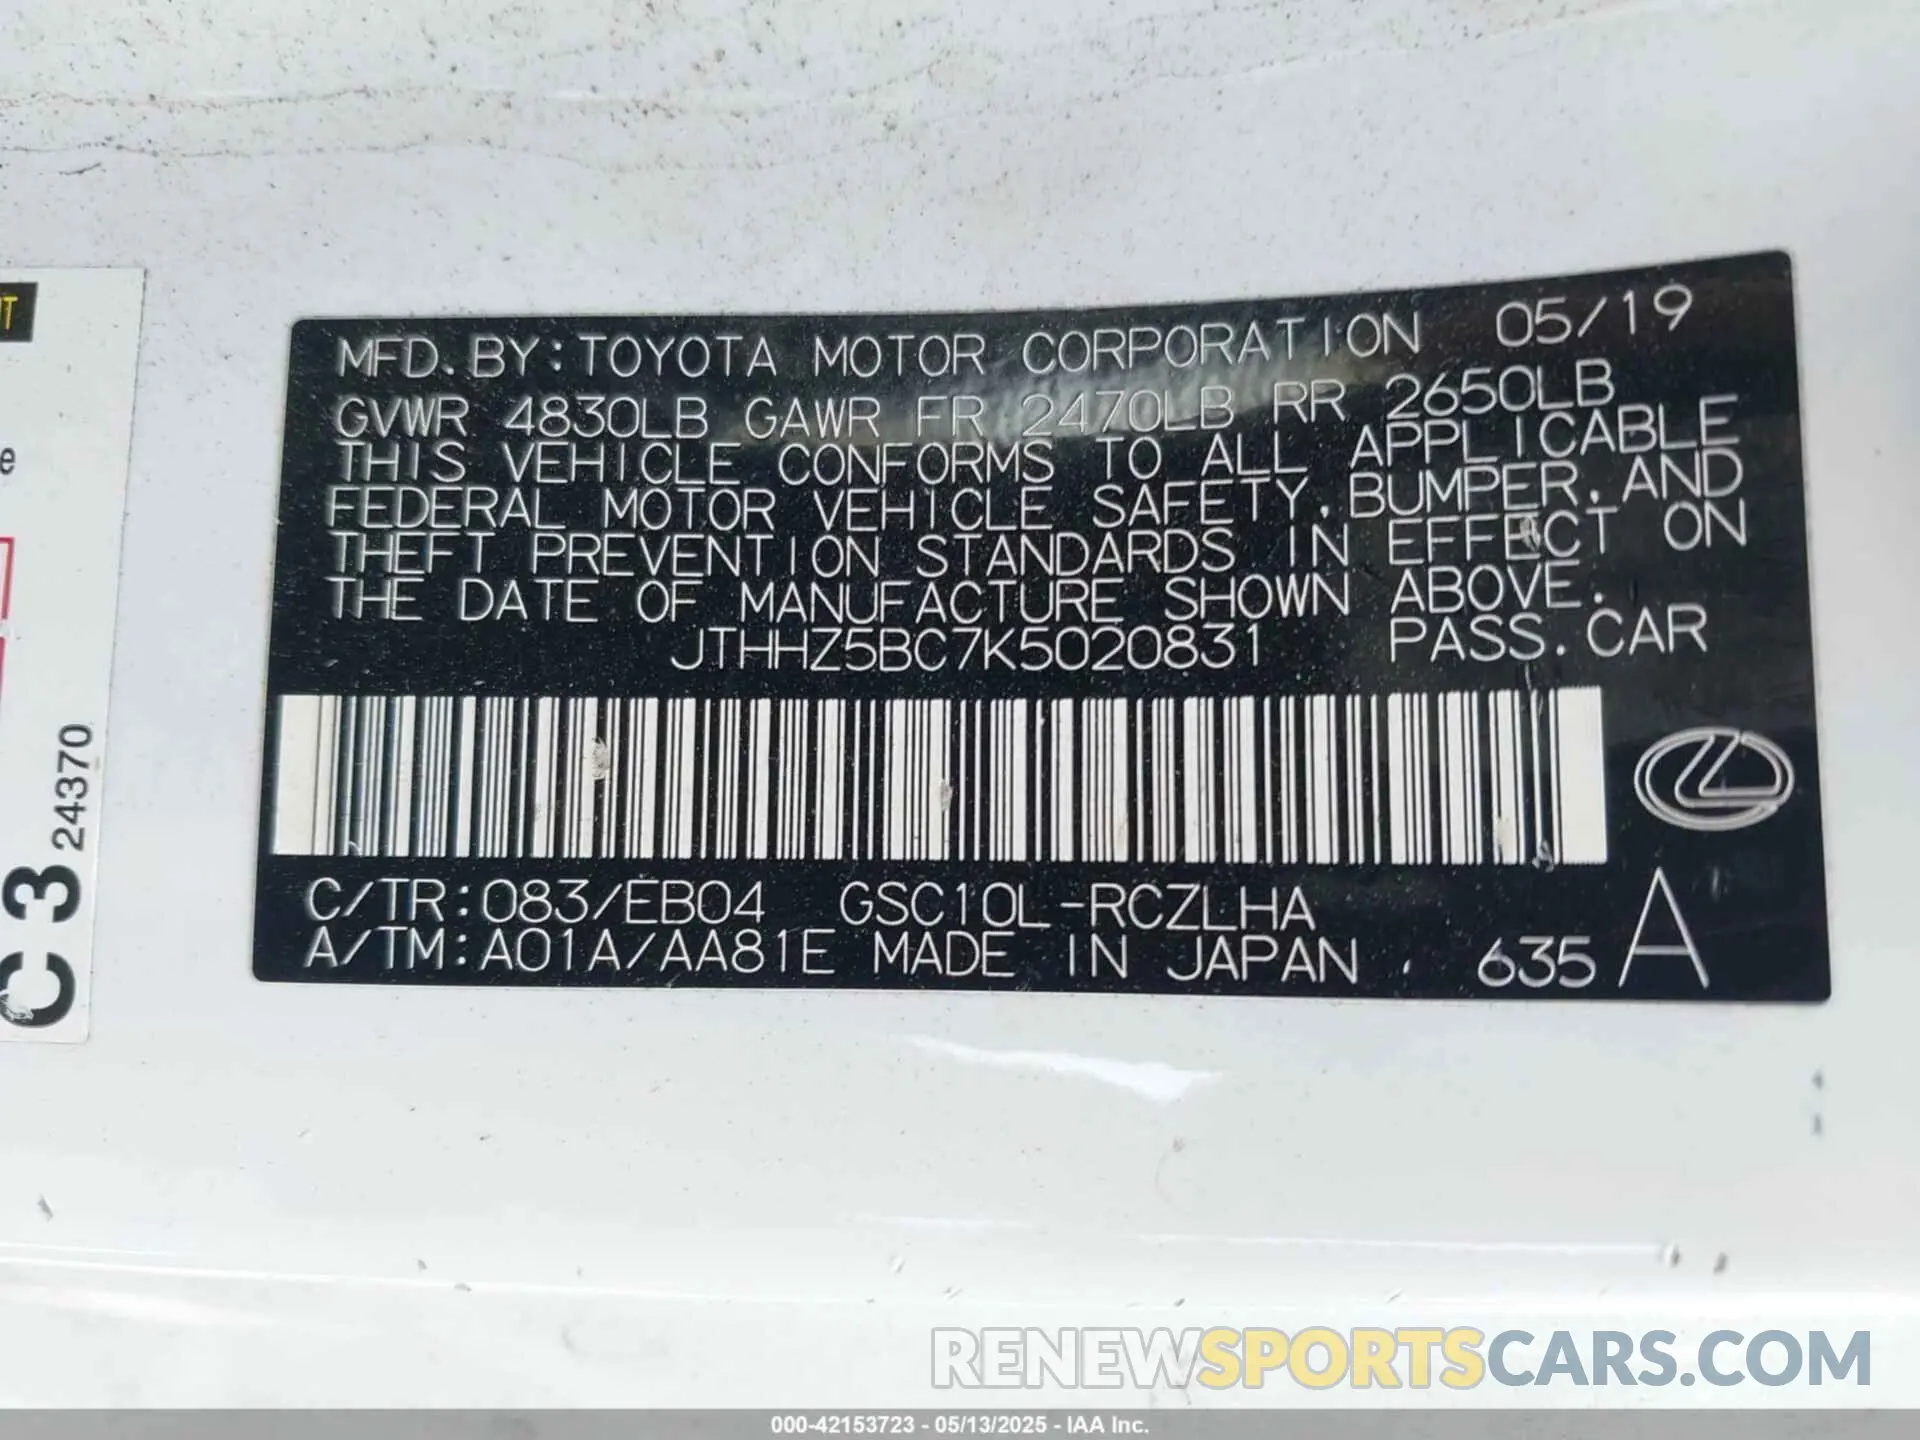 MFD.BY:TOYOTA MOTOR CORPORATION 05/19
GVWR 4830LB GAWR FR 2470LB RR 2650LB
THIS VEHICLE CONFORMS TO ALL APPLICABLE
FEDERAL MOTOR VEHICLE SAFETY, BUMPER, AND
THEFT PREVENTION STANDARDS IN EFFECT ON
THE DATE OF MANUFACTURE SHOWN ABOVE.
JTHHZ5BC7K5020831 PASS.CAR
C/TR:083/EB04 GSC10L-RCZLHA
A/TM:A01A/AA81E MADE IN JAPAN . 635 A
C 3 24370
e
RENEWSPORTSCARS.COM
000-42153723 - 05/13/2025 - IAA Inc.